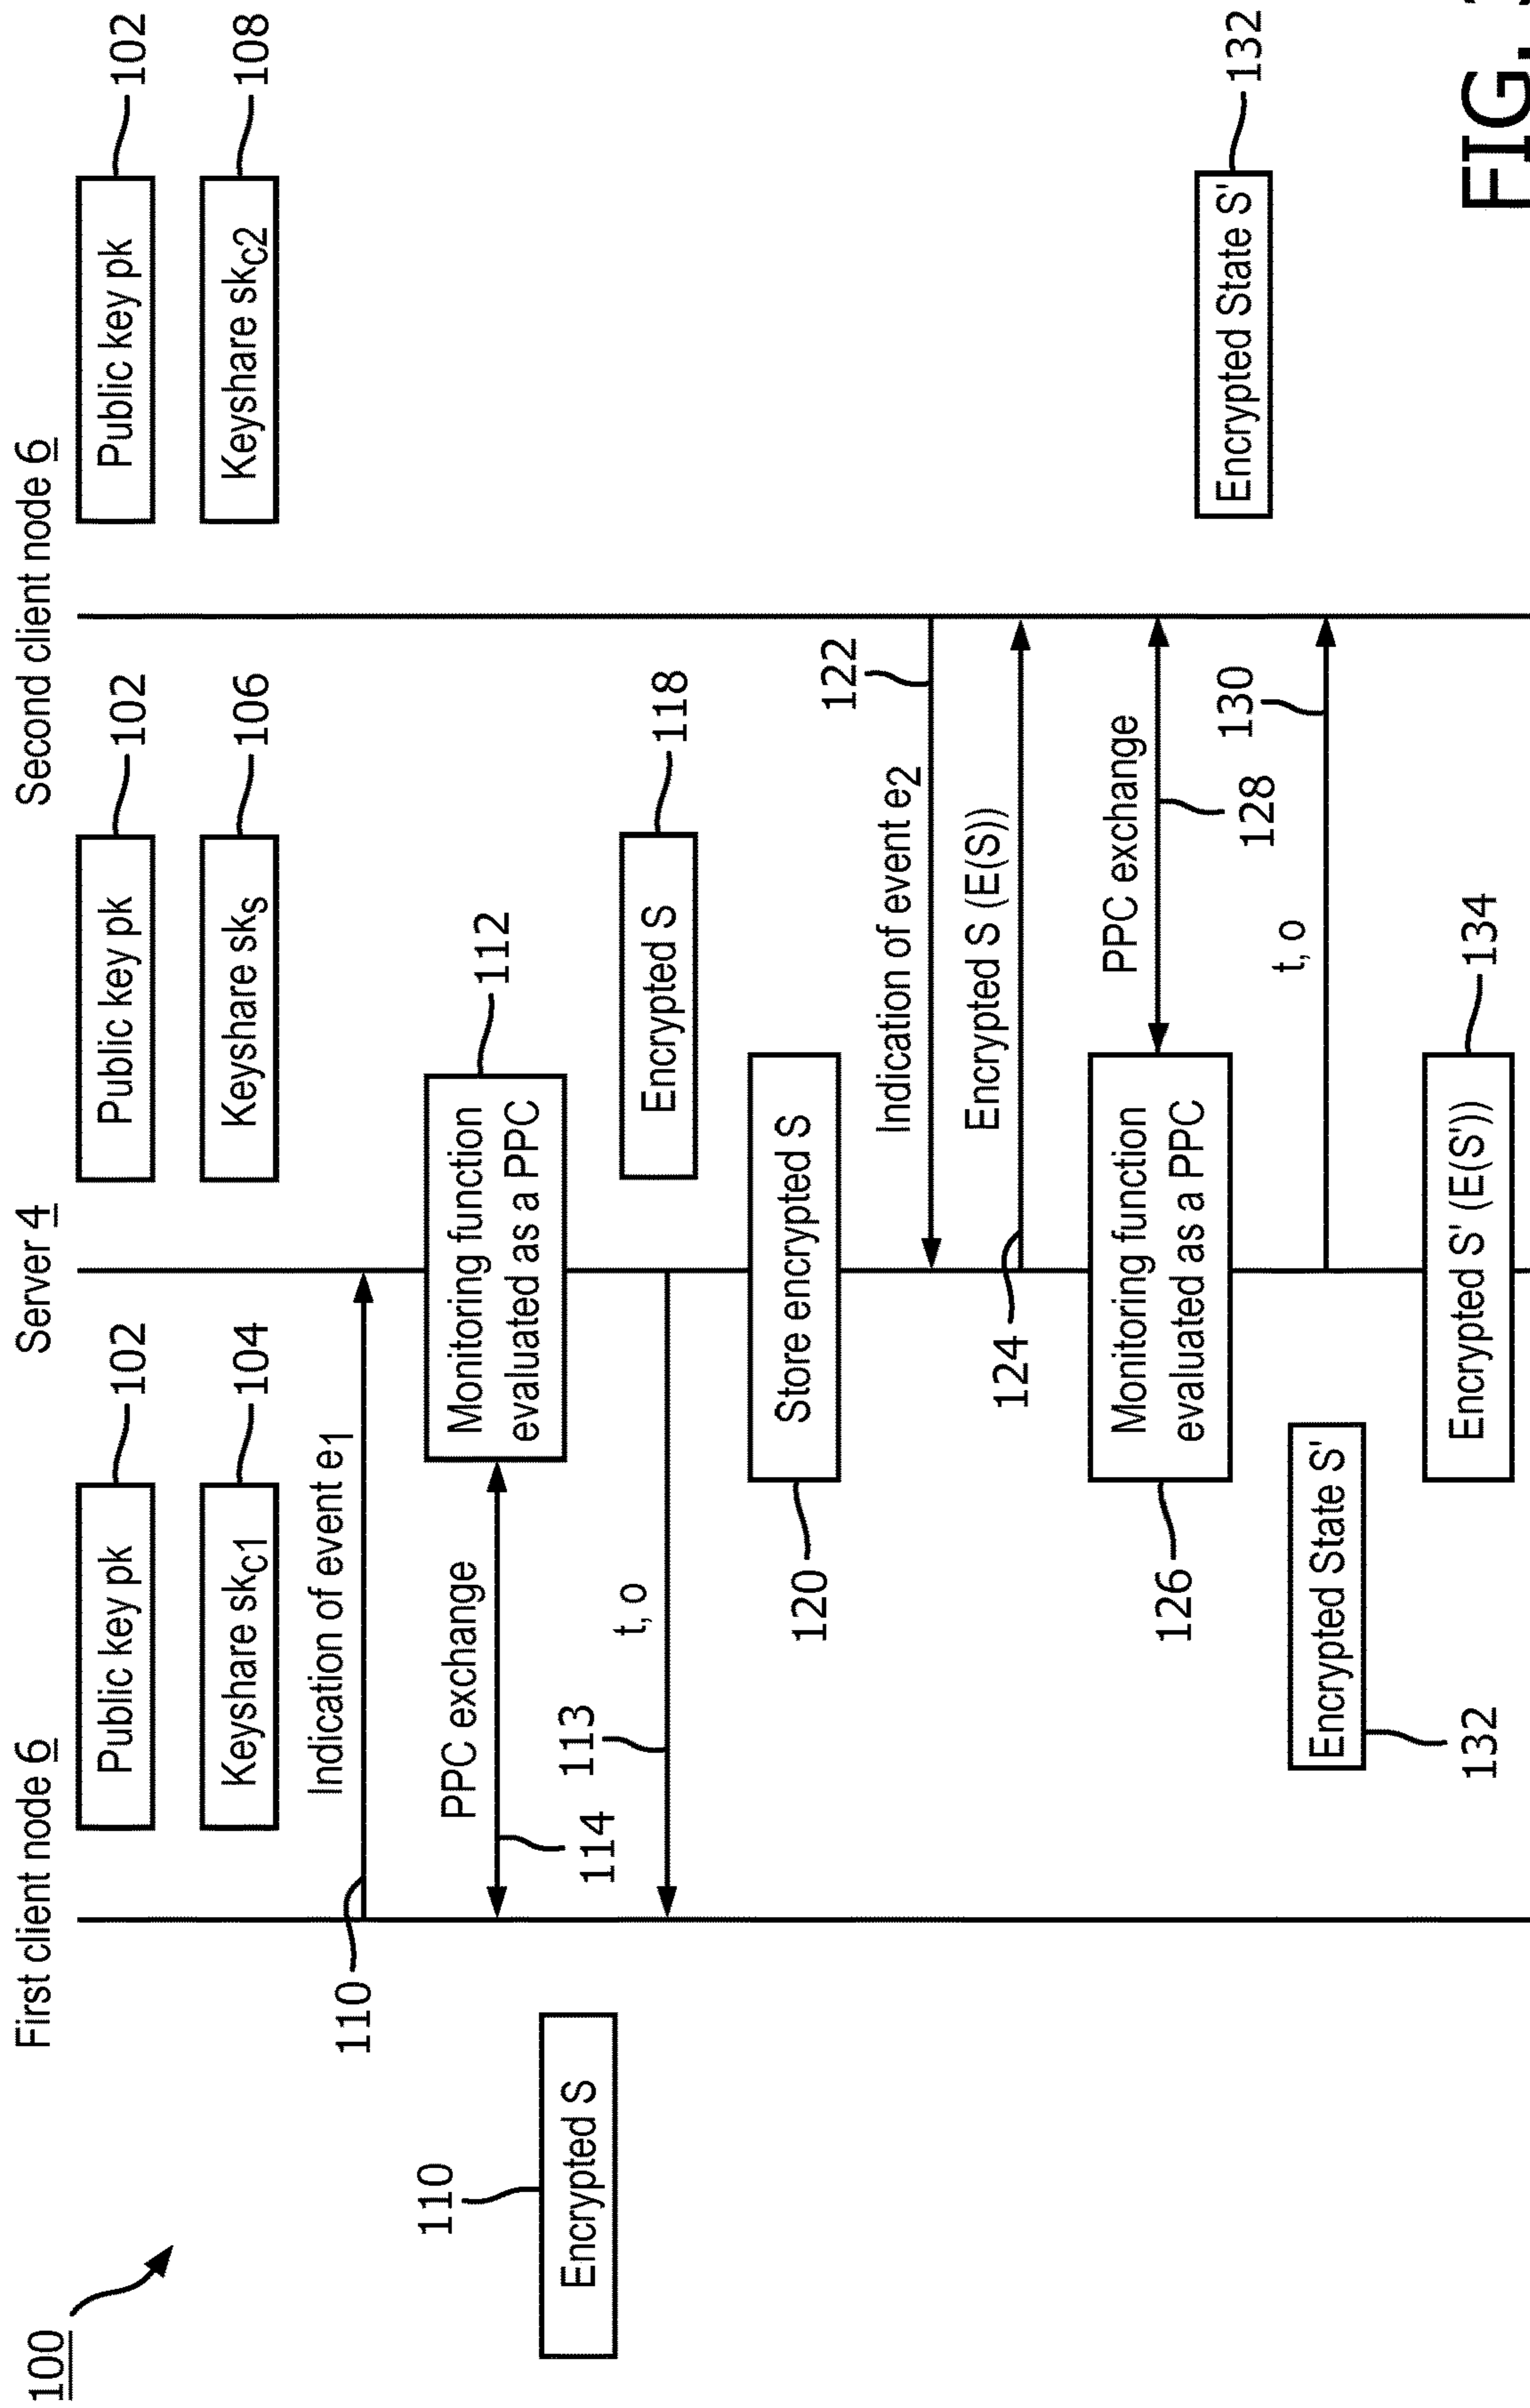 100
First client node 6
Server 4
Second client node 6
Public key pk
102
Public key pk
102
Public key pk
102
Keyshare skc1
104
Keyshare sks
106
Keyshare skc2
108
110
Indication of event e1
110
Encrypted S
PPC exchange
114
Monitoring function
evaluated as a PPC
112
t, o
113
Encrypted S
118
Store encrypted S
120
Indication of event e2
122
Encrypted S (E(S))
124
Monitoring function
evaluated as a PPC
126
PPC exchange
128
t, o
130
Encrypted State S'
132
Encrypted State S'
132
Encrypted S' (E(S'))
134
FIG.